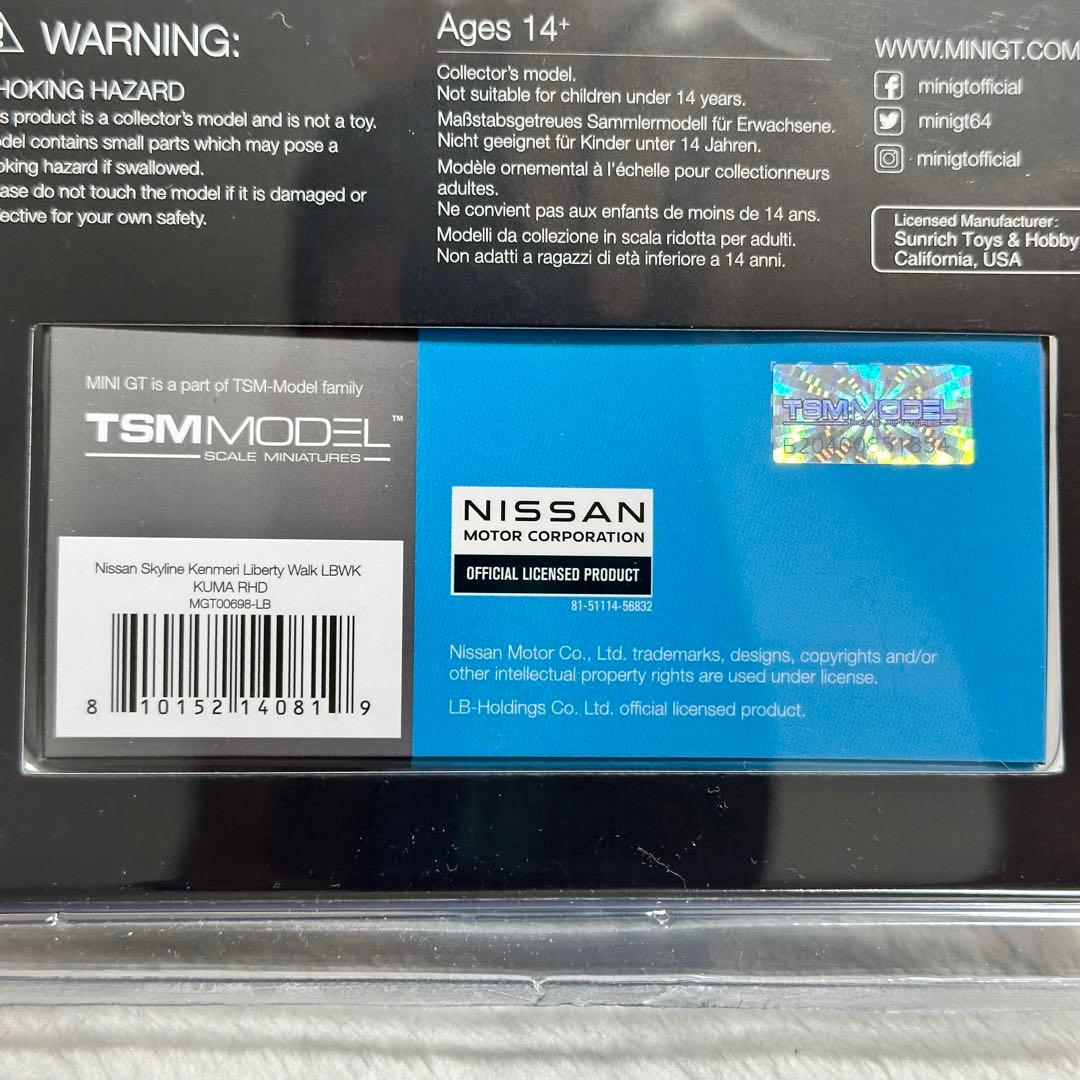 WARNING:
HOKING HAZARD
s product is a collector's model and is not a toy.
del contains small parts which may pose a
oking hazard if swallowed.
ase do not touch the model if it is damaged or
fective for your own safety.
Ages 14+
Collector's model.
Not suitable for children under 14 years.
Maßstabsgetreues Sammlermodell für Erwachsene.
Nicht geeignet für Kinder unter 14 Jahren.
Modèle ornemental à l'échelle pour collectionneurs
adultes.
Ne convient pas aux enfants de moins de 14 ans.
Modelli da collezione in scala ridotta per adulti.
Non adatti a ragazzi di età inferiore a 14 anni.
WWW.MINIGT.COM
minigtofficial
minigt64
minigtofficial
Licensed Manufacturer:
Sunrich Toys & Hobby
California, USA
MINI GT is a part of TSM-Model family
TSMMODEL™
SCALE MINIATURES
Nissan Skyline Kenmeri Liberty Walk LBWK
KUMA RHD
MGT00698-LB
8 10152 14081 9
TSMMODEL
SCALE MINIATURES
NISSAN
MOTOR CORPORATION
OFFICIAL LICENSED PRODUCT
81-51114-56832
Nissan Motor Co., Ltd. trademarks, designs, copyrights and/or
other intellectual property rights are used under license.
LB-Holdings Co. Ltd. official licensed product.